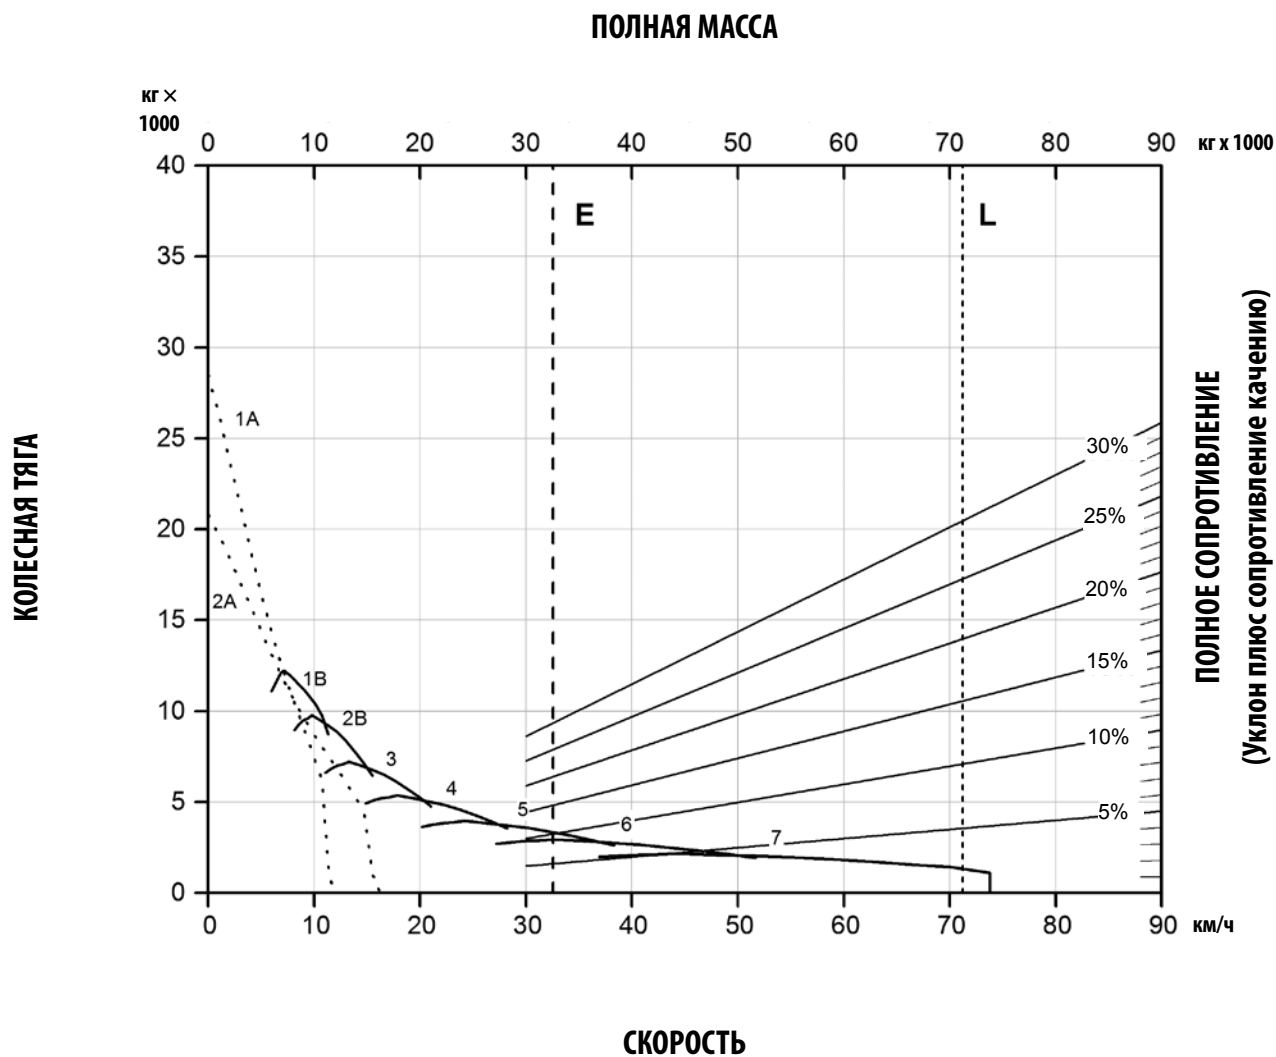 ПОЛНАЯ МАССА
кг ×
1000
0 10 20 30 40 50 60 70 80 90 кг x 1000
40
E L
35
30
1A
30%
25
25%
20
20%
2A
15
15%
1B
10%
2B
10
3
4
5%
5
5
6
7
0
0 10 20 30 40 50 60 70 80 90 км/ч
КОЛЕСНАЯ ТЯГА
ПОЛНОЕ СОПРОТИВЛЕНИЕ
(Уклон плюс сопротивление качению)
СКОРОСТЬ